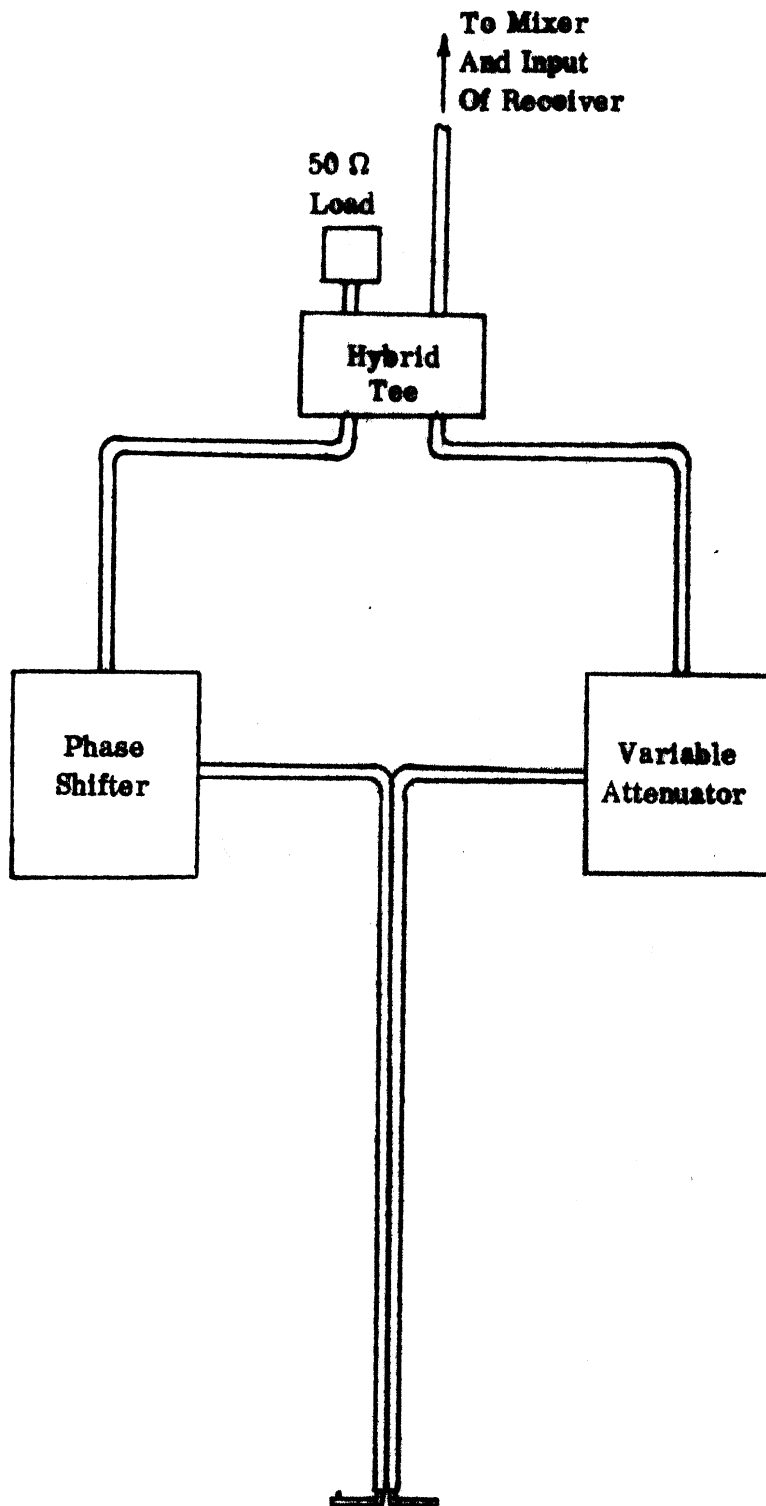 To Mixer
And Input
Of Receiver
50 Ω
Load
Hybrid
Tee
Phase
Shifter
Variable
Attenuator